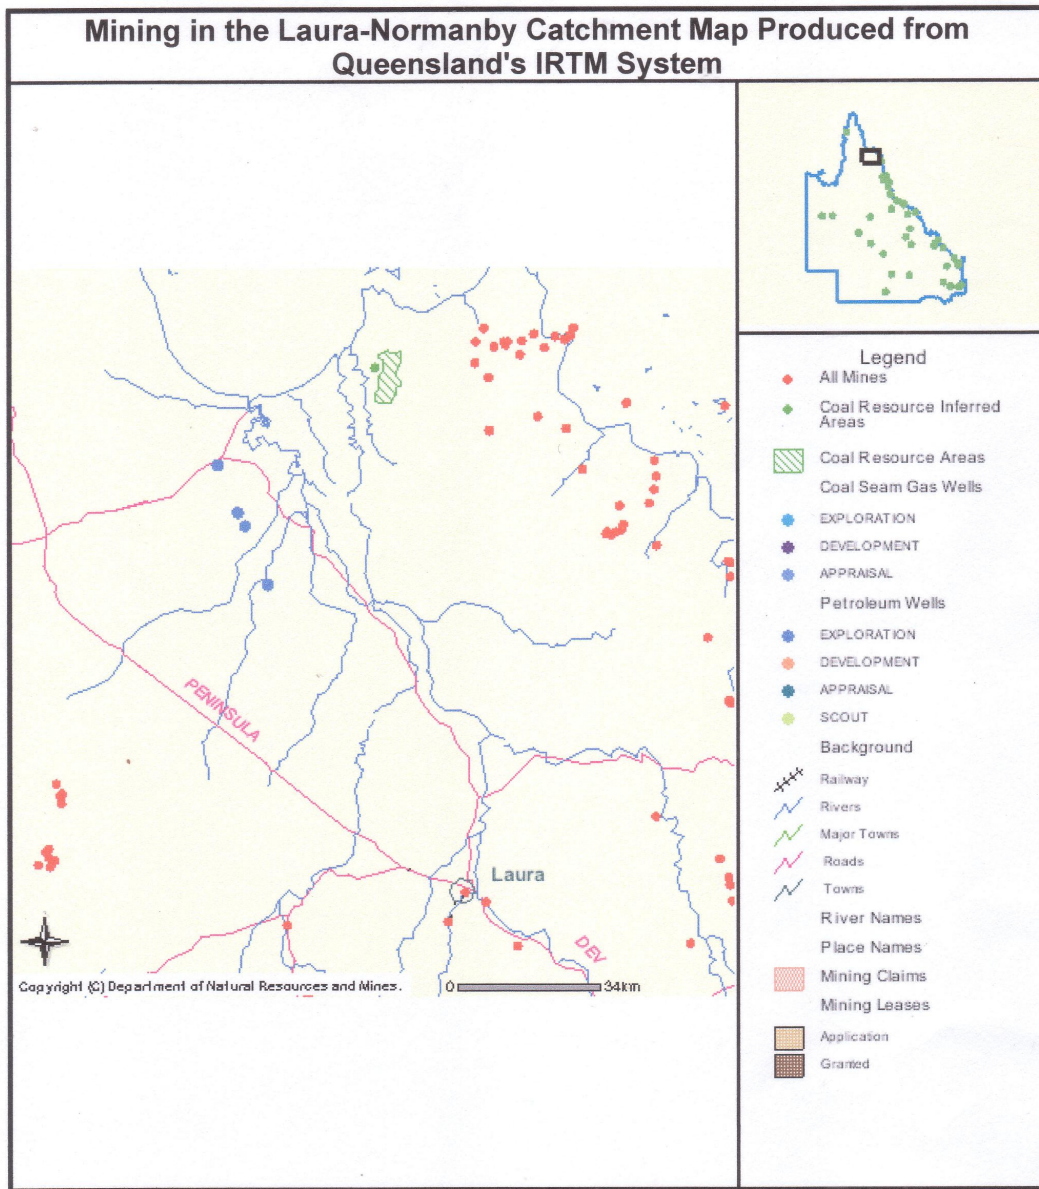 Mining in the Laura-Normanby Catchment Map Produced from
Queensland's IRTM System
PENINSULA
Laura
DEV
Copyright (C) Department of Natural Resources and Mines.
0
34km
Legend
All Mines
Coal Resource Inferred
Areas
Coal Resource Areas
Coal Seam Gas Wells
EXPLORATION
DEVELOPMENT
APPRAISAL
Petroleum Wells
EXPLORATION
DEVELOPMENT
APPRAISAL
SCOUT
Background
Railway
Rivers
Major Towns
Roads
Towns
River Names
Place Names
Mining Claims
Mining Leases
Application
Granted